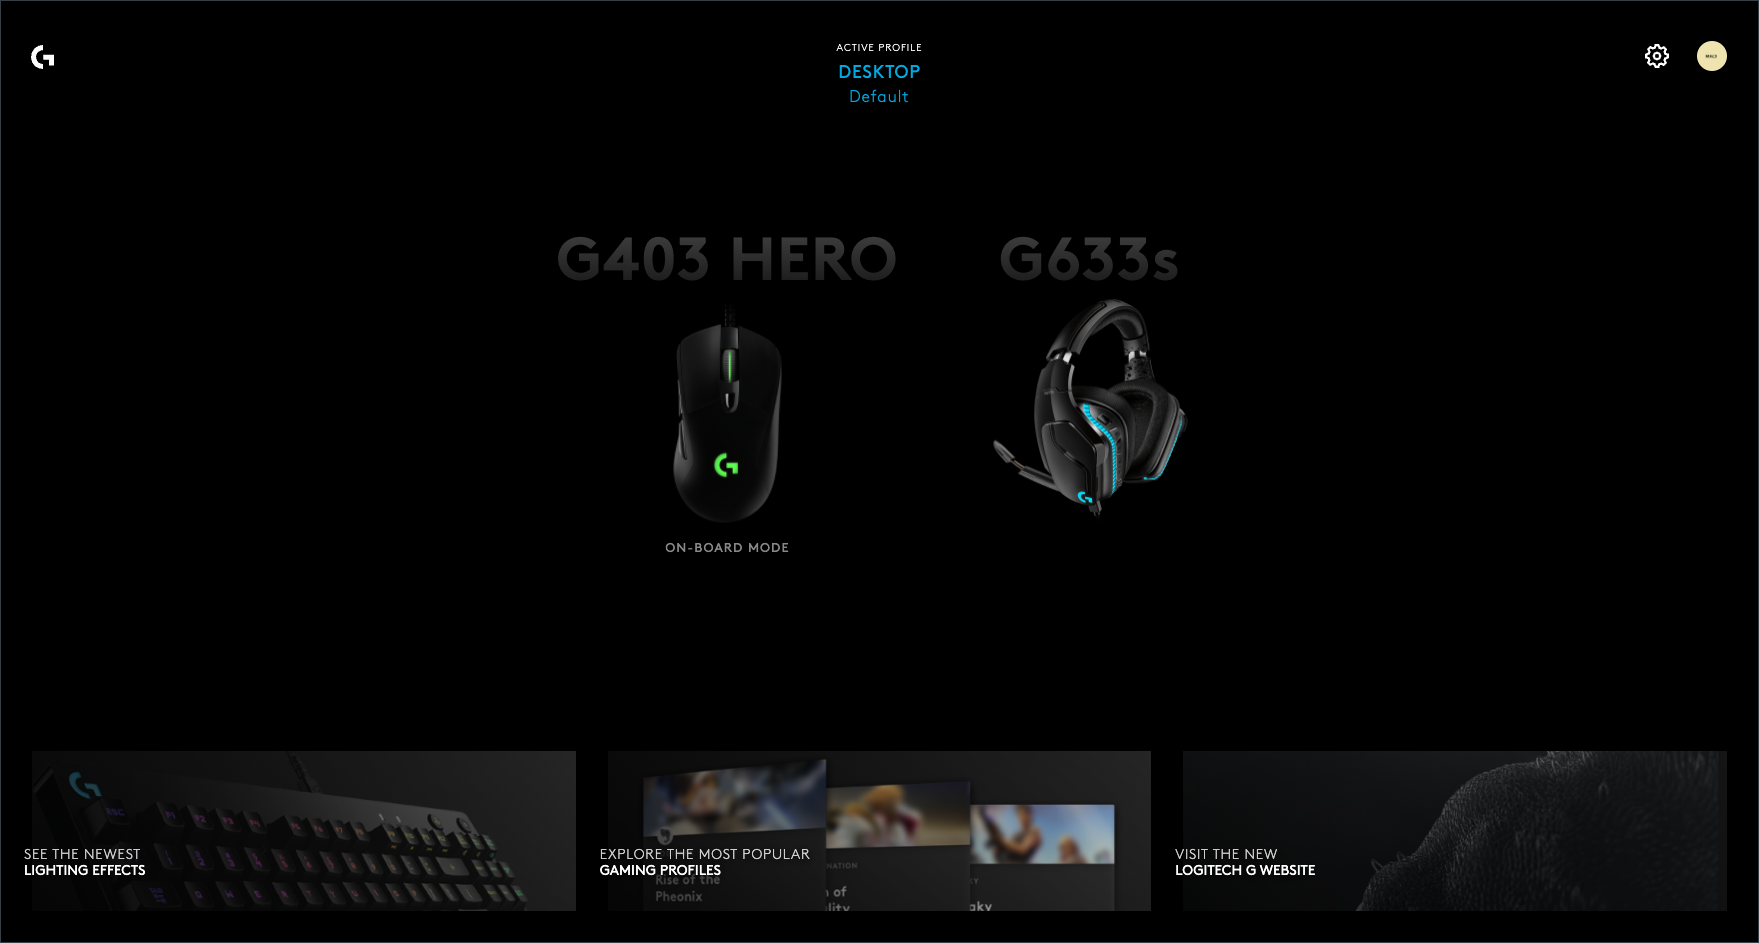 ACTIVE PROFILE
DESKTOP
Default
G403 HERO
G633s
ON-BOARD MODE
SEE THE NEWEST
LIGHTING EFFECTS
EXPLORE THE MOST POPULAR
GAMING PROFILES
Rise of the
Pheonix
VISIT THE NEW
LOGITECH G WEBSITE